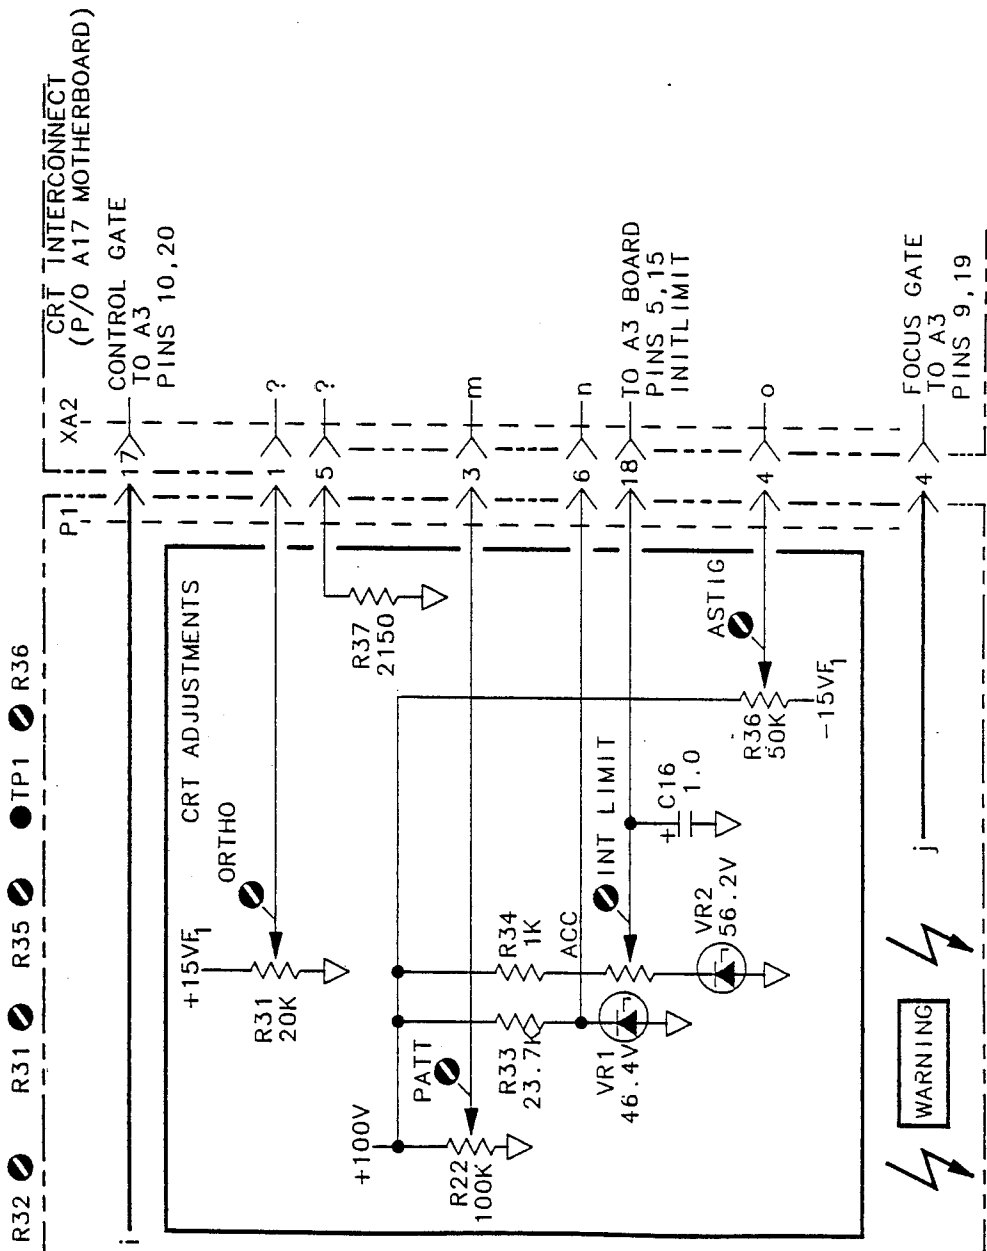 CRT INTERCONNECT
(P/O A17 MOTHERBOARD)
XA2
P1
R32
R31
R35
TP1
R36
i
17
CONTROL GATE
TO A3
PINS 10,20
CRT ADJUSTMENTS
+15VF1
R31
20K
ORTHO
1
?
R37
2150
5
?
+100V
R22
100K
PATT
3
m
R33
23.7K
VR1
46.4V
ACC
6
n
R34
1K
INT LIMIT
VR2
56.2V
+
C16
1.0
18
TO A3 BOARD
PINS 5,15
INITLIMIT
R36
50K
-15VF1
ASTIG
4
o
j
4
FOCUS GATE
TO A3
PINS 9,19
WARNING